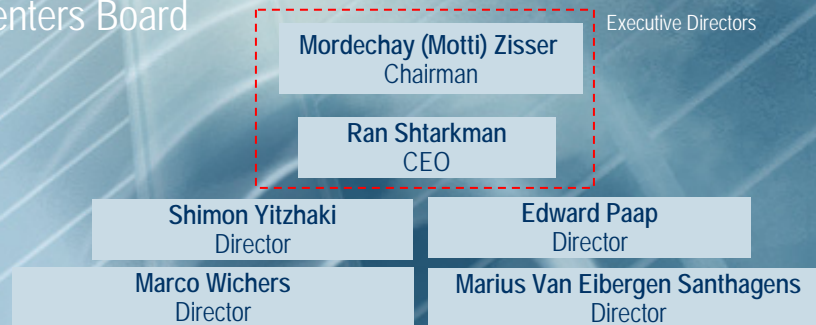 enters Board
Executive Directors
Mordechay (Motti) Zisser
Chairman
Ran Shtarkman
CEO
Shimon Yitzhaki
Director
Edward Paap
Director
Marco Wichers
Director
Marius Van Eibergen Santhagens
Director